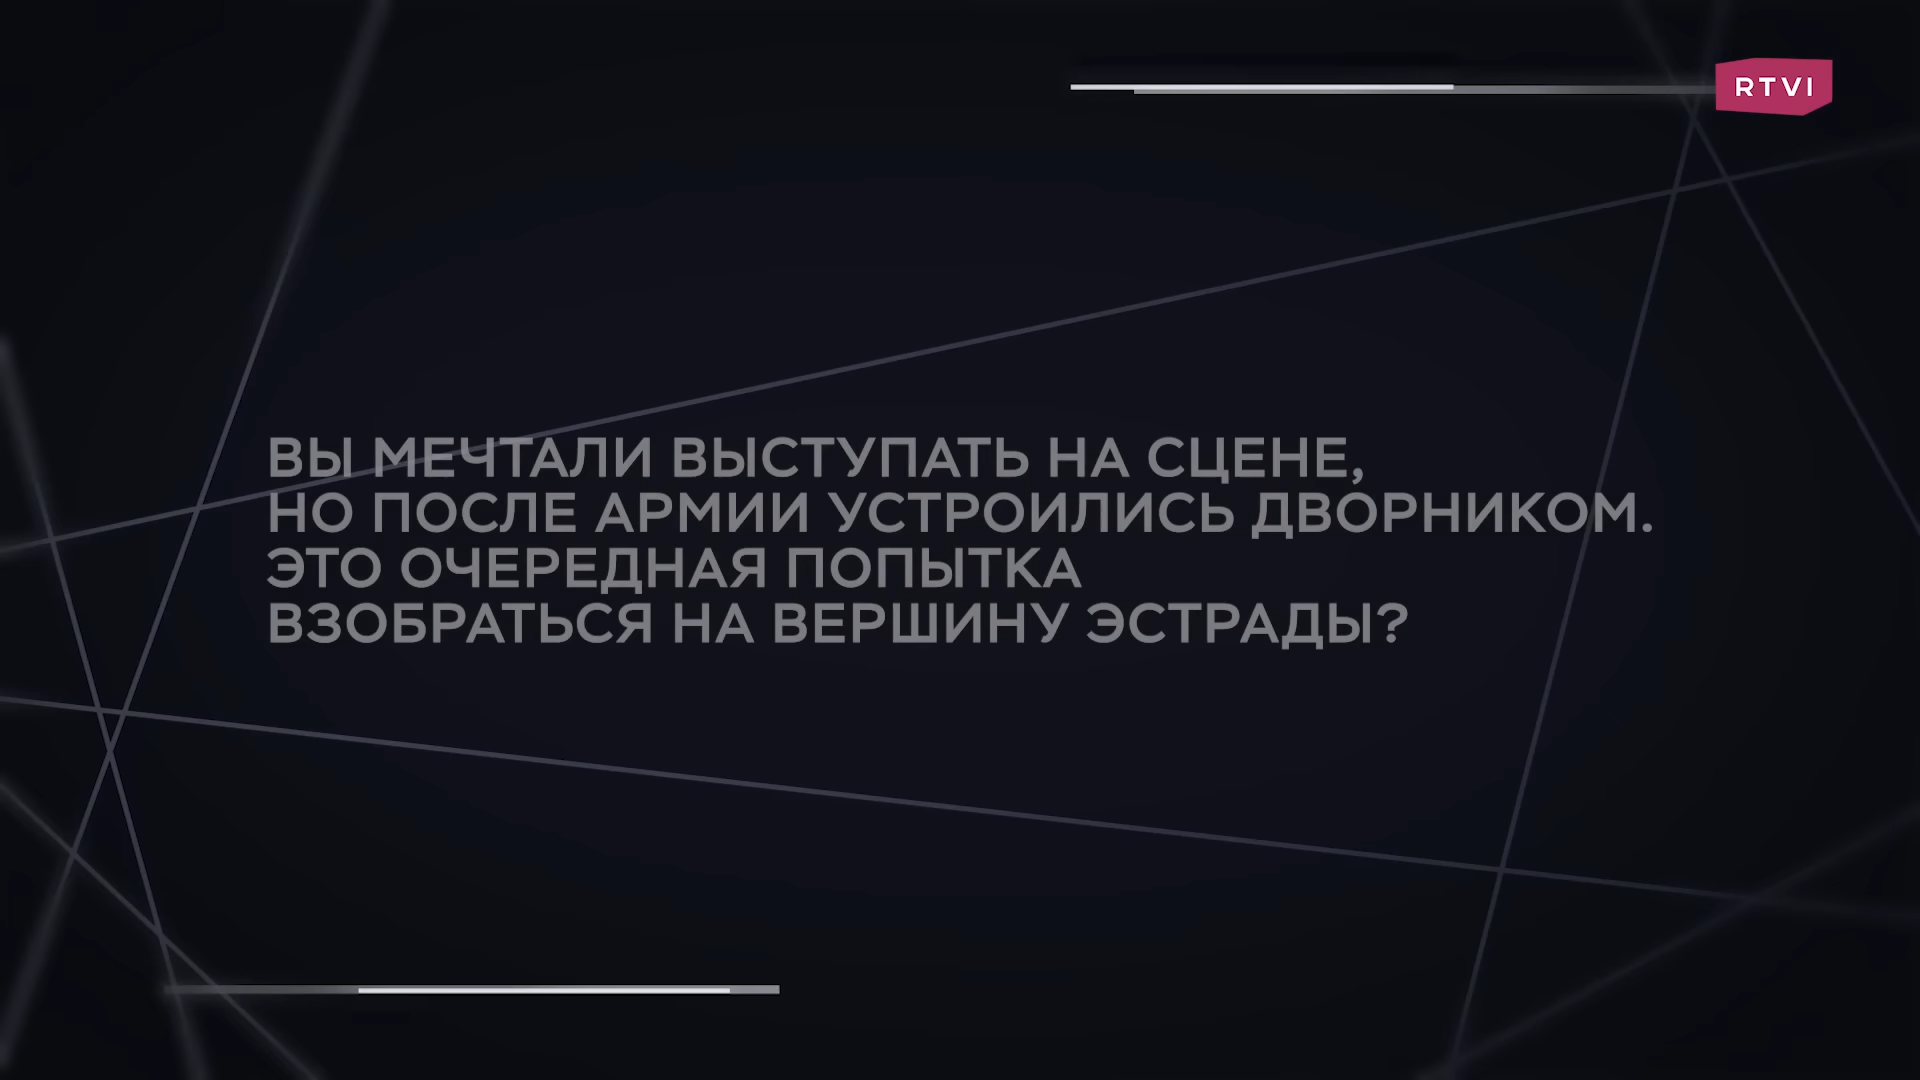 RTVI
ВЫ МЕЧТАЛИ ВЫСТУПАТЬ НА СЦЕНЕ,
НО ПОСЛЕ АРМИИ УСТРОИЛИСЬ ДВОРНИКОМ.
ЭТО ОЧЕРЕДНАЯ ПОПЫТКА
ВЗОБРАТЬСЯ НА ВЕРШИНУ ЭСТРАДЫ?